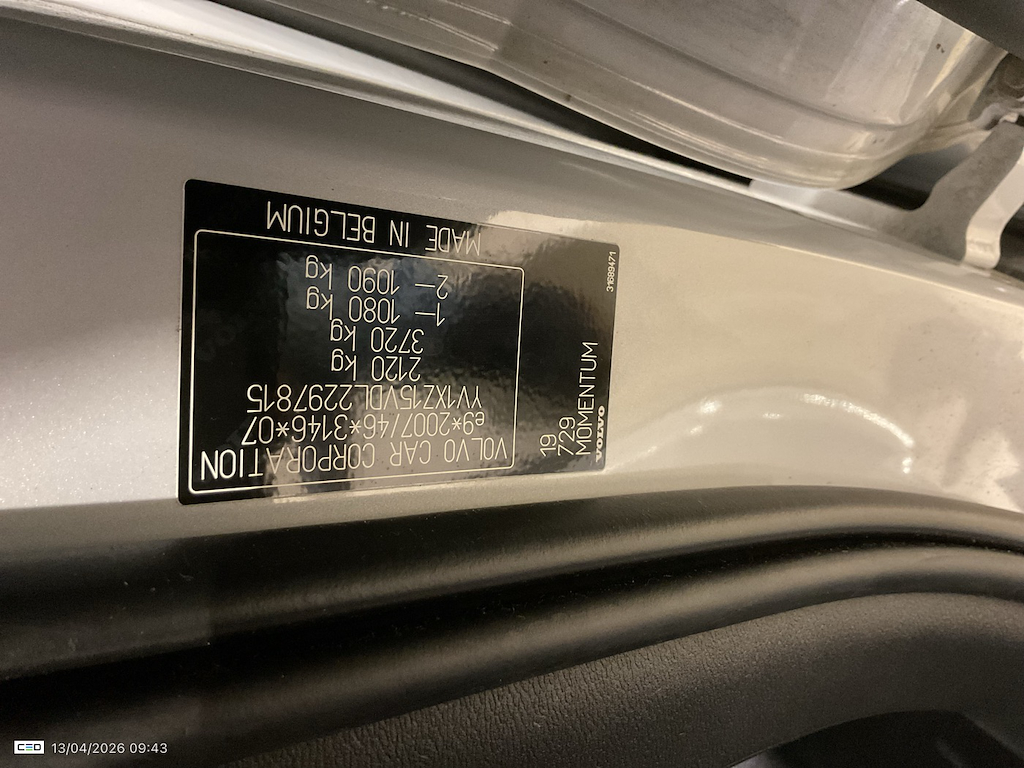 VOLVO CAR CORPORATION
e9*2007/46*3146*07
YV1XZ15VDL2297815
2120 kg
3720 kg
1– 1080 kg
2– 1090 kg
MADE IN BELGIUM
19
729
MOMENTUM
VOLVO
31689471
CEO 13/04/2026 09:43